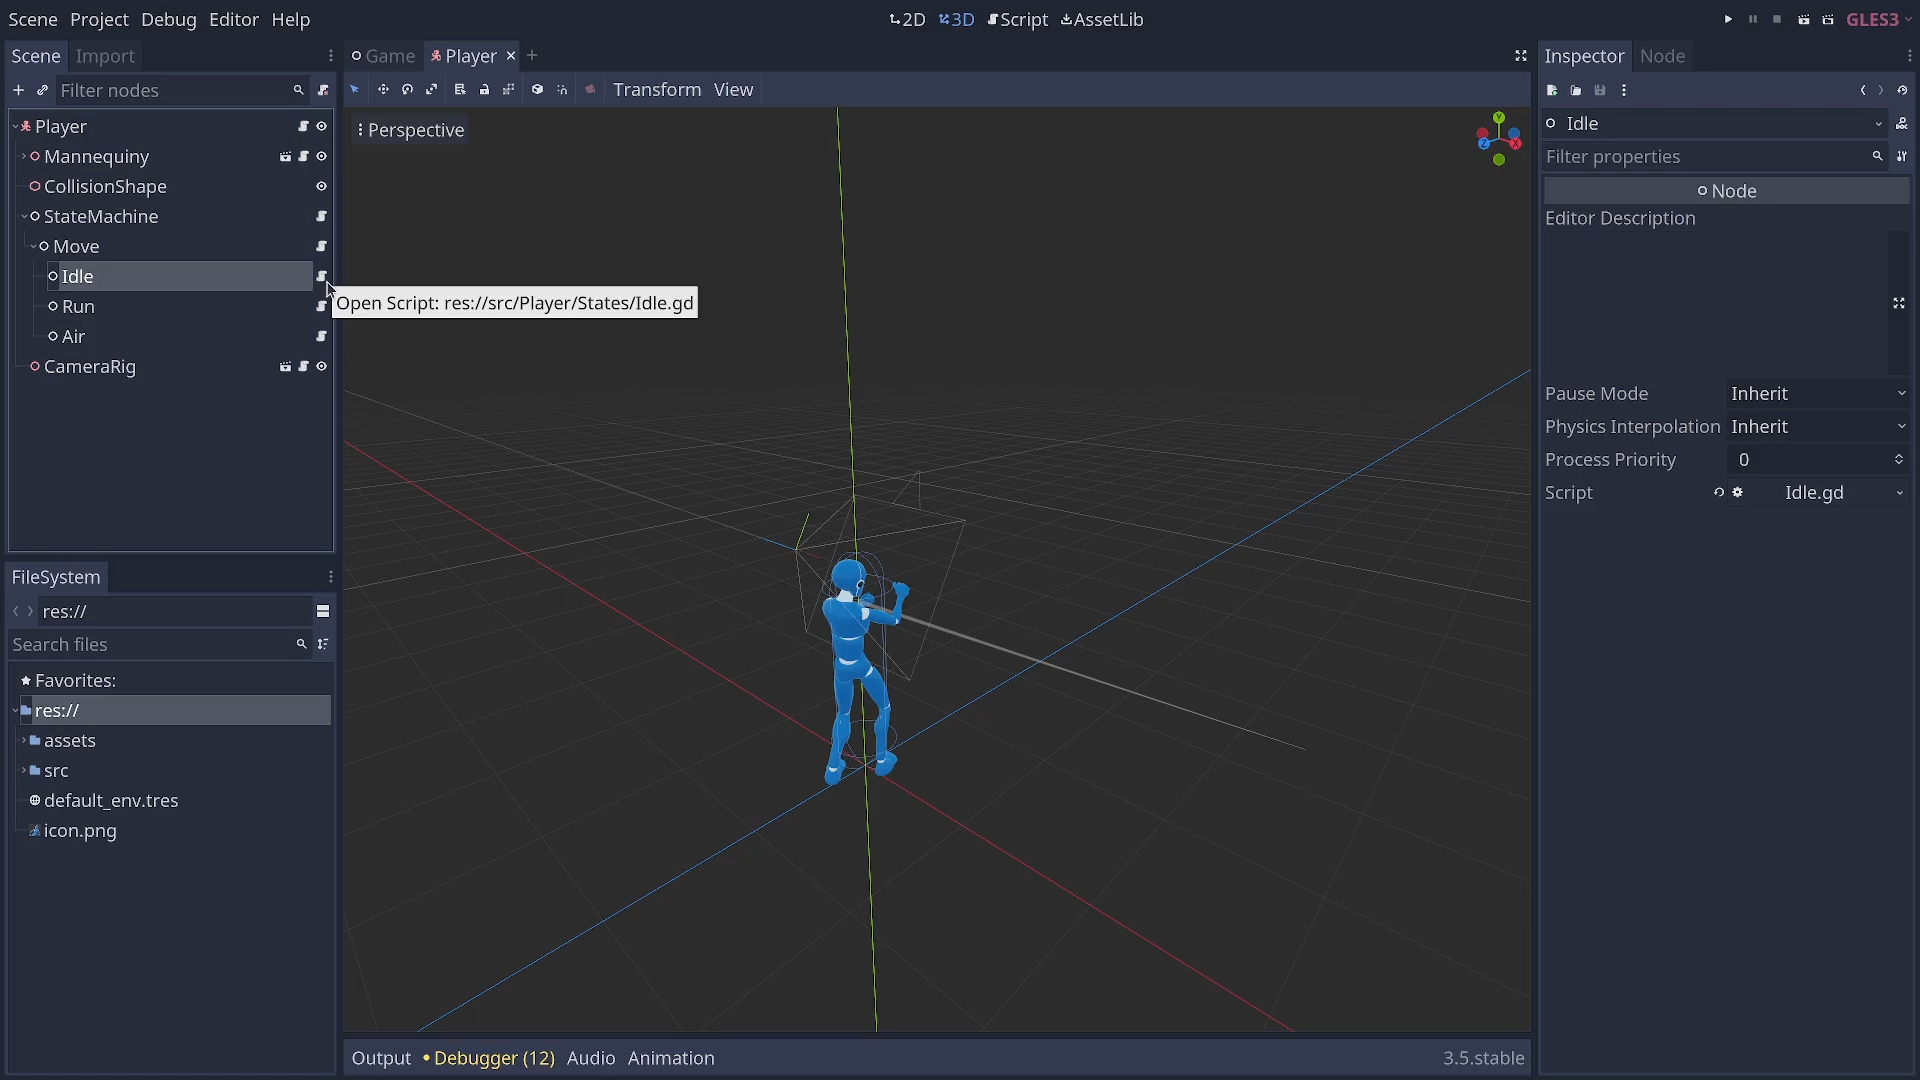 Scene Project Debug Editor Help
2D 3D Script AssetLib
GLES3
Scene Import
Filter nodes
Player
Mannequiny
CollisionShape
StateMachine
Move
Idle
Run
Air
CameraRig
Open Script: res://src/Player/States/Idle.gd
FileSystem
res://
Search files
Favorites:
res://
assets
src
default_env.tres
icon.png
Game Player
Transform View
Perspective
Y
X
Z
Output Debugger (12) Audio Animation
3.5.stable
Inspector Node
Idle
Filter properties
Node
Editor Description
Pause Mode Inherit
Physics Interpolation Inherit
Process Priority 0
Script Idle.gd